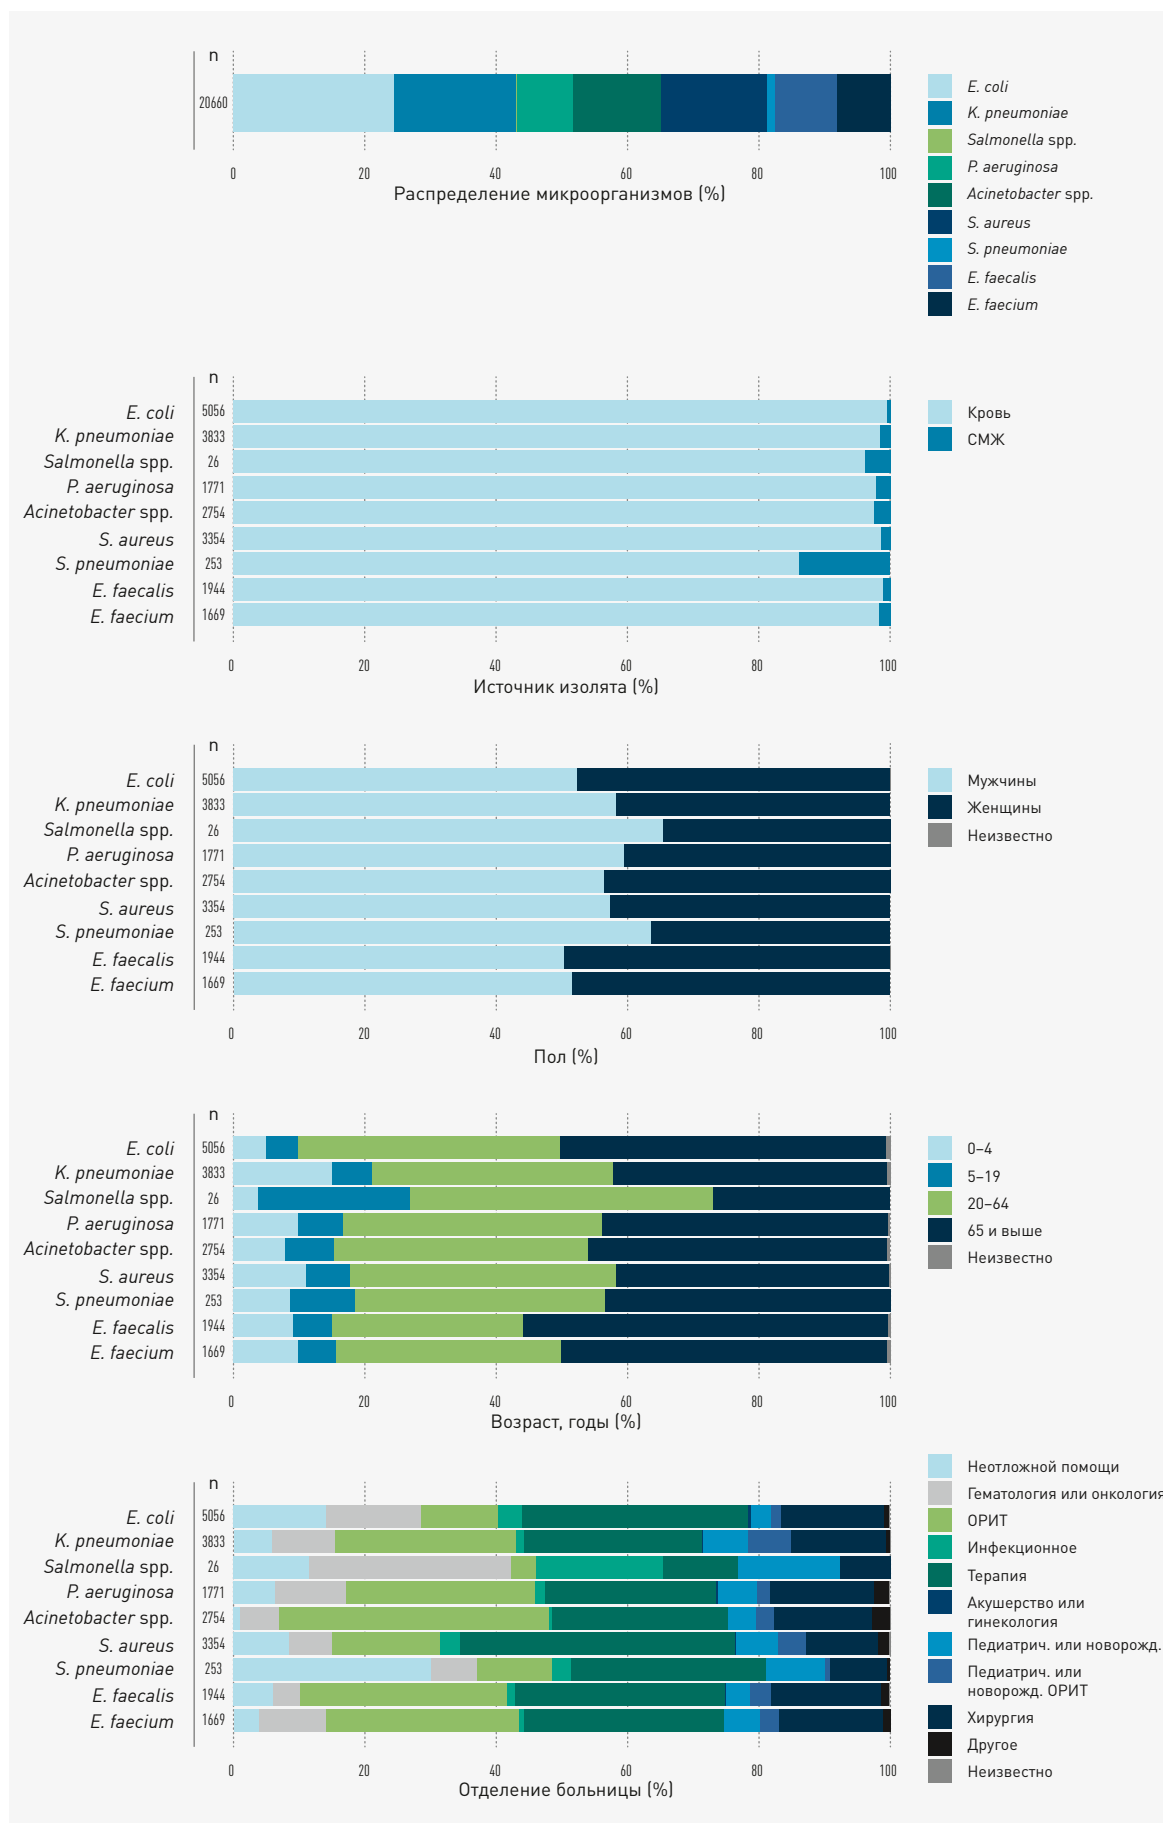 n
20660
0 20 40 60 80 100
Распределение микроорганизмов (%)
E. coli
K. pneumoniae
Salmonella spp.
P. aeruginosa
Acinetobacter spp.
S. aureus
S. pneumoniae
E. faecalis
E. faecium
n
E. coli 5056
K. pneumoniae 3833
Salmonella spp. 26
P. aeruginosa 1771
Acinetobacter spp. 2754
S. aureus 3354
S. pneumoniae 253
E. faecalis 1944
E. faecium 1669
0 20 40 60 80 100
Источник изолята (%)
Кровь
СМЖ
n
E. coli 5056
K. pneumoniae 3833
Salmonella spp. 26
P. aeruginosa 1771
Acinetobacter spp. 2754
S. aureus 3354
S. pneumoniae 253
E. faecalis 1944
E. faecium 1669
0 20 40 60 80 100
Пол (%)
Мужчины
Женщины
Неизвестно
n
E. coli 5056
K. pneumoniae 3833
Salmonella spp. 26
P. aeruginosa 1771
Acinetobacter spp. 2754
S. aureus 3354
S. pneumoniae 253
E. faecalis 1944
E. faecium 1669
0 20 40 60 80 100
Возраст, годы (%)
0–4
5–19
20–64
65 и выше
Неизвестно
n
E. coli 5056
K. pneumoniae 3833
Salmonella spp. 26
P. aeruginosa 1771
Acinetobacter spp. 2754
S. aureus 3354
S. pneumoniae 253
E. faecalis 1944
E. faecium 1669
0 20 40 60 80 100
Отделение больницы (%)
Неотложной помощи
Гематология или онкология
ОРИТ
Инфекционное
Терапия
Акушерство или
гинекология
Педиатрич. или новорожд.
Педиатрич. или
новорожд. ОРИТ
Хирургия
Другое
Неизвестно